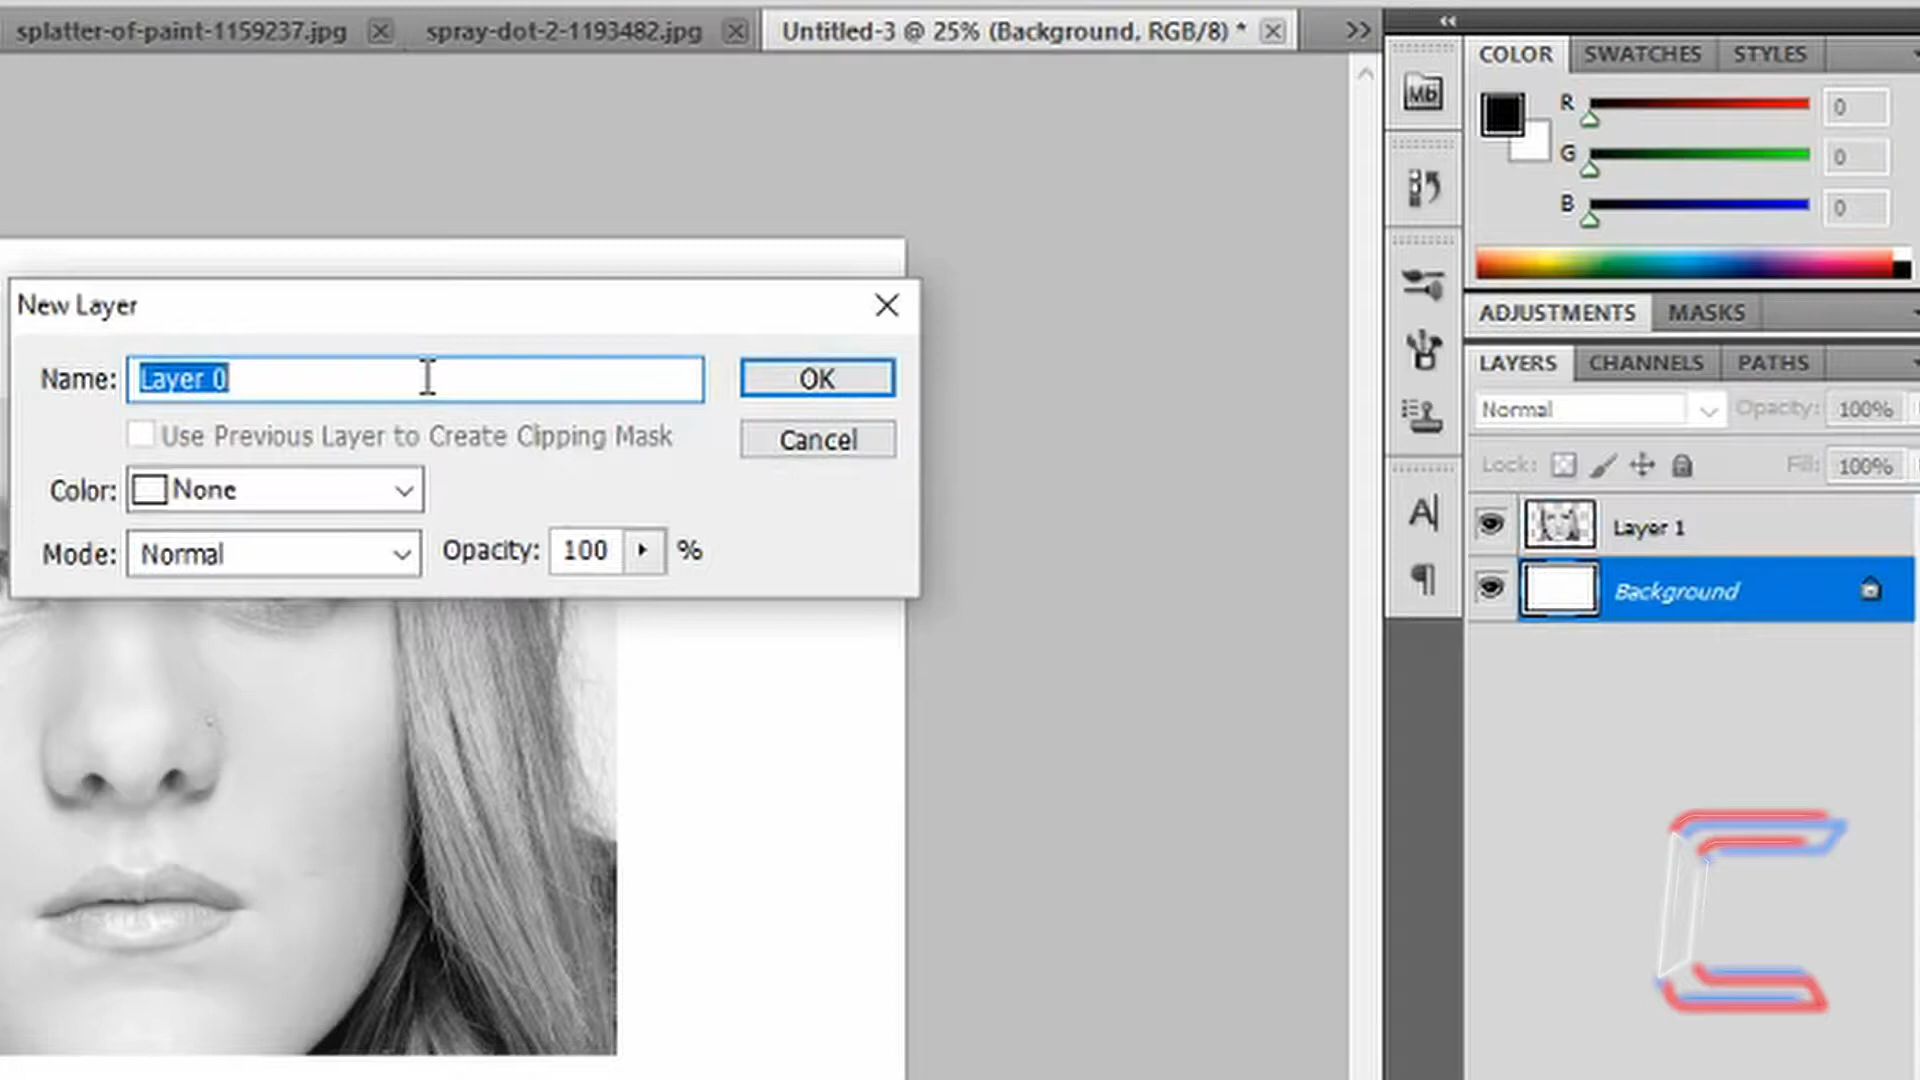 splatter-of-paint-1159237.jpg
spray-dot-2-1193482.jpg
Untitled-3 @ 25% (Background, RGB/8) *
Mb
COLOR
SWATCHES
STYLES
R
0
G
0
B
0
New Layer
Name:
Layer 0
OK
Use Previous Layer to Create Clipping Mask
Cancel
Color:
None
Mode:
Normal
Opacity:
100
%
ADJUSTMENTS
MASKS
LAYERS
CHANNELS
PATHS
Normal
Opacity:
100%
Lock:
Fill:
100%
Layer 1
Background